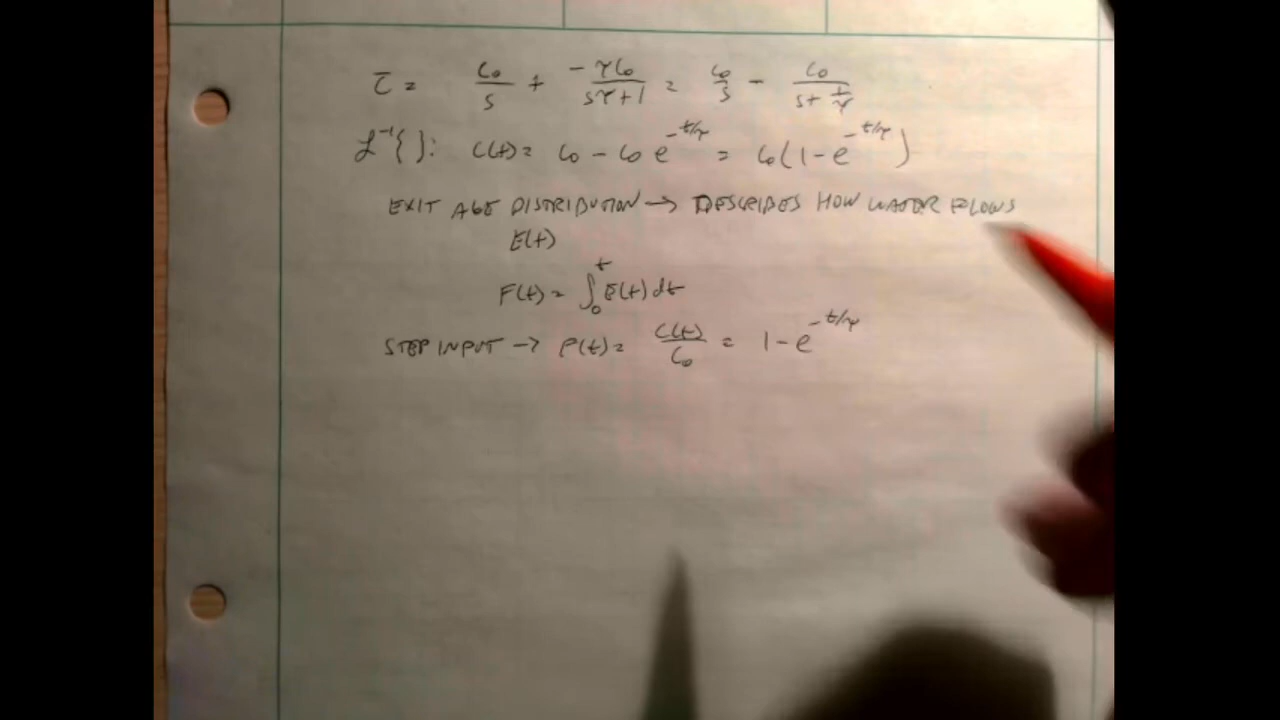 c̄ = C₀/s + -τC₀/(sτ+1) = C₀/s - C₀/(s + 1/τ)
ℒ⁻¹{ }: C(t) = C₀ - C₀ e^(-t/τ) = C₀(1 - e^(-t/τ))
EXIT AGE DISTRIBUTION → DESCRIBES HOW WATER FLOWS
E(t)
F(t) = ∫₀ᵗ E(t) dt
STEP INPUT → F(t) = C(t)/C₀ = 1 - e^(-t/τ)